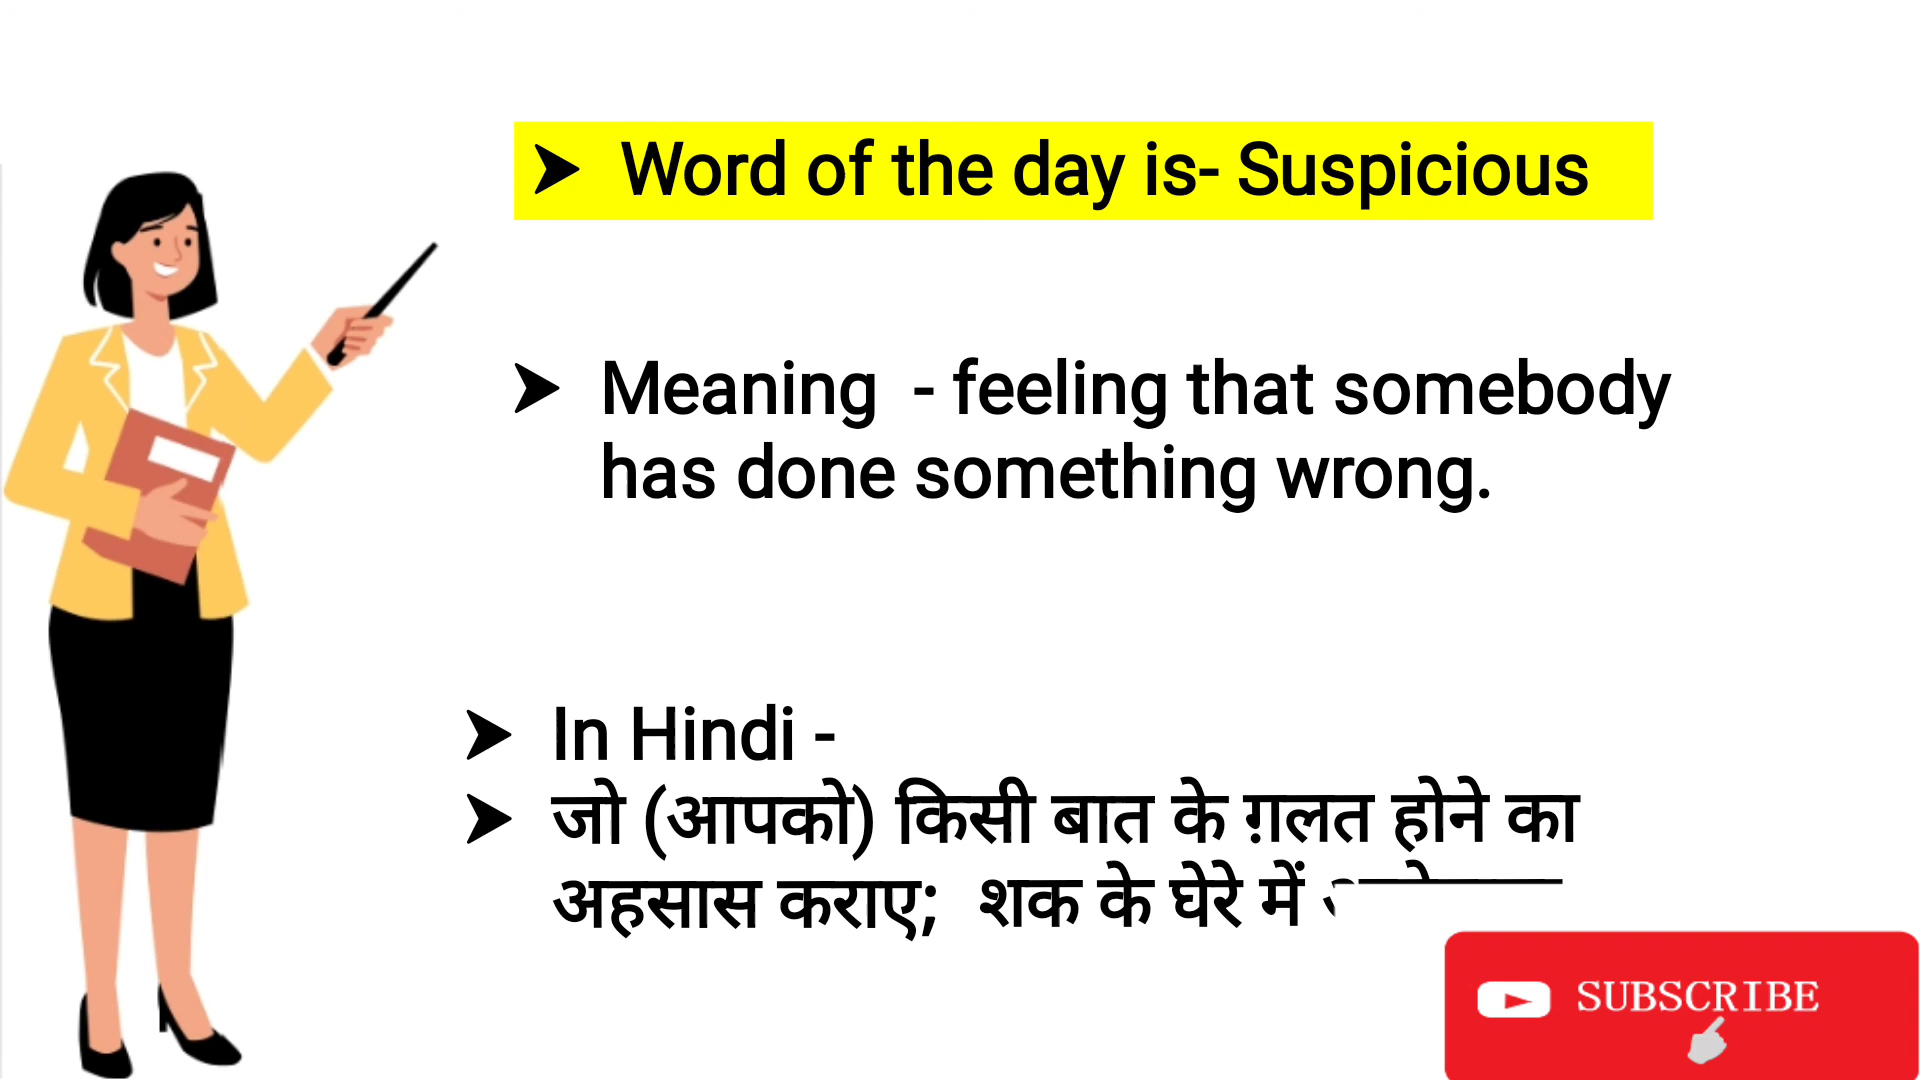 ➤ Word of the day is- Suspicious
➤ Meaning - feeling that somebody
has done something wrong.
➤ In Hindi -
➤ जो (आपको) किसी बात के ग़लत होने का
अहसास कराए; शक के घेरे में
SUBSCRIBE